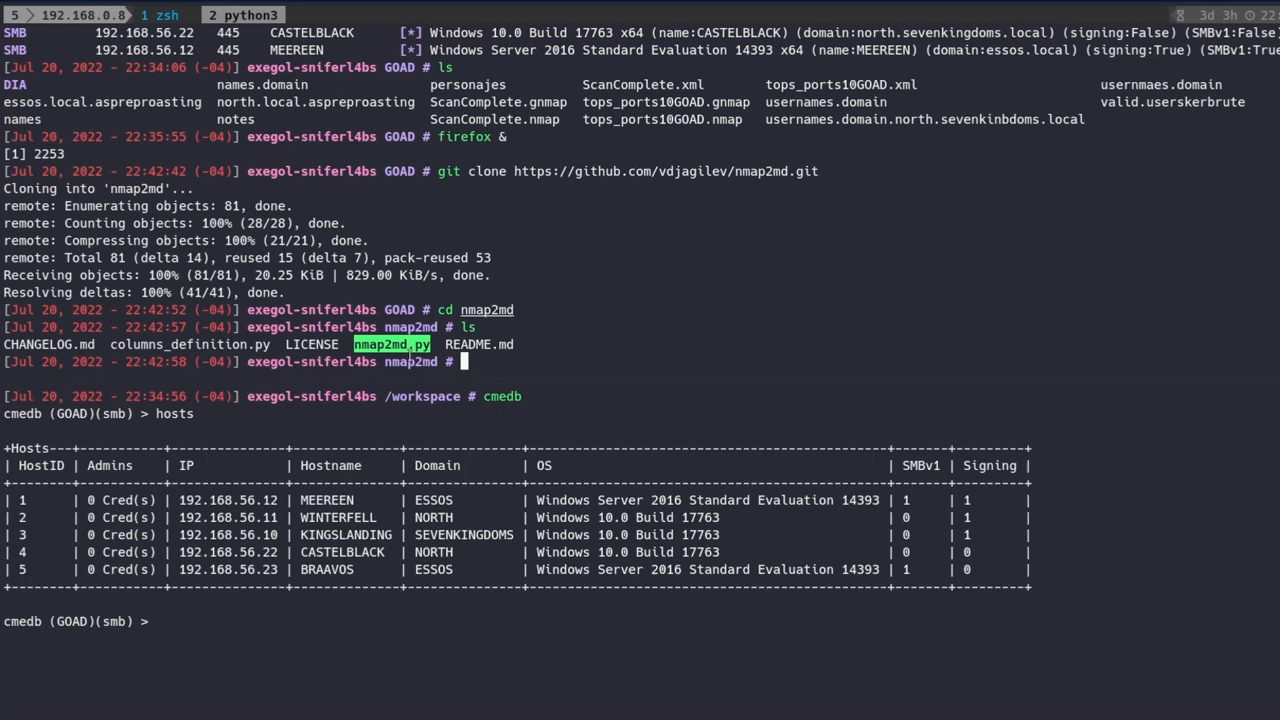 5 192.168.0.8 1 zsh 2 python3 3d 3h 22:
SMB 192.168.56.22 445 CASTELBLACK [*] Windows 10.0 Build 17763 x64 (name:CASTELBLACK) (domain:north.sevenkingdoms.local) (signing:False) (SMBv1:False)
SMB 192.168.56.12 445 MEEREEN [*] Windows Server 2016 Standard Evaluation 14393 x64 (name:MEEREEN) (domain:essos.local) (signing:True) (SMBv1:True)
[Jul 20, 2022 - 22:34:06 (-04)] exegol-sniferl4bs GOAD # ls
DIA names.domain personajes ScanComplete.xml tops_ports10GOAD.xml usernmaes.domain
essos.local.aspreproasting north.local.aspreproasting ScanComplete.gnmap tops_ports10GOAD.gnmap usernames.domain valid.userskerbrute
names notes ScanComplete.nmap tops_ports10GOAD.nmap usernames.domain.north.sevenkinbdoms.local
[Jul 20, 2022 - 22:35:55 (-04)] exegol-sniferl4bs GOAD # firefox &
[1] 2253
[Jul 20, 2022 - 22:42:42 (-04)] exegol-sniferl4bs GOAD # git clone https://github.com/vdjagilev/nmap2md.git
Cloning into 'nmap2md'...
remote: Enumerating objects: 81, done.
remote: Counting objects: 100% (28/28), done.
remote: Compressing objects: 100% (21/21), done.
remote: Total 81 (delta 14), reused 15 (delta 7), pack-reused 53
Receiving objects: 100% (81/81), 20.25 KiB | 829.00 KiB/s, done.
Resolving deltas: 100% (41/41), done.
[Jul 20, 2022 - 22:42:52 (-04)] exegol-sniferl4bs GOAD # cd nmap2md
[Jul 20, 2022 - 22:42:57 (-04)] exegol-sniferl4bs nmap2md # ls
CHANGELOG.md columns_definition.py LICENSE nmap2md.py README.md
[Jul 20, 2022 - 22:42:58 (-04)] exegol-sniferl4bs nmap2md #
[Jul 20, 2022 - 22:34:56 (-04)] exegol-sniferl4bs /workspace # cmedb
cmedb (GOAD)(smb) > hosts
+Hosts---+-----------+---------------+--------------+---------------+----------------------------------------------+-------+---------+
| HostID | Admins | IP | Hostname | Domain | OS | SMBv1 | Signing |
+--------+-----------+---------------+--------------+---------------+----------------------------------------------+-------+---------+
| 1 | 0 Cred(s) | 192.168.56.12 | MEEREEN | ESSOS | Windows Server 2016 Standard Evaluation 14393 | 1 | 1 |
| 2 | 0 Cred(s) | 192.168.56.11 | WINTERFELL | NORTH | Windows 10.0 Build 17763 | 0 | 1 |
| 3 | 0 Cred(s) | 192.168.56.10 | KINGSLANDING | SEVENKINGDOMS | Windows 10.0 Build 17763 | 0 | 1 |
| 4 | 0 Cred(s) | 192.168.56.22 | CASTELBLACK | NORTH | Windows 10.0 Build 17763 | 0 | 0 |
| 5 | 0 Cred(s) | 192.168.56.23 | BRAAVOS | ESSOS | Windows Server 2016 Standard Evaluation 14393 | 1 | 0 |
+--------+-----------+---------------+--------------+---------------+----------------------------------------------+-------+---------+
cmedb (GOAD)(smb) >